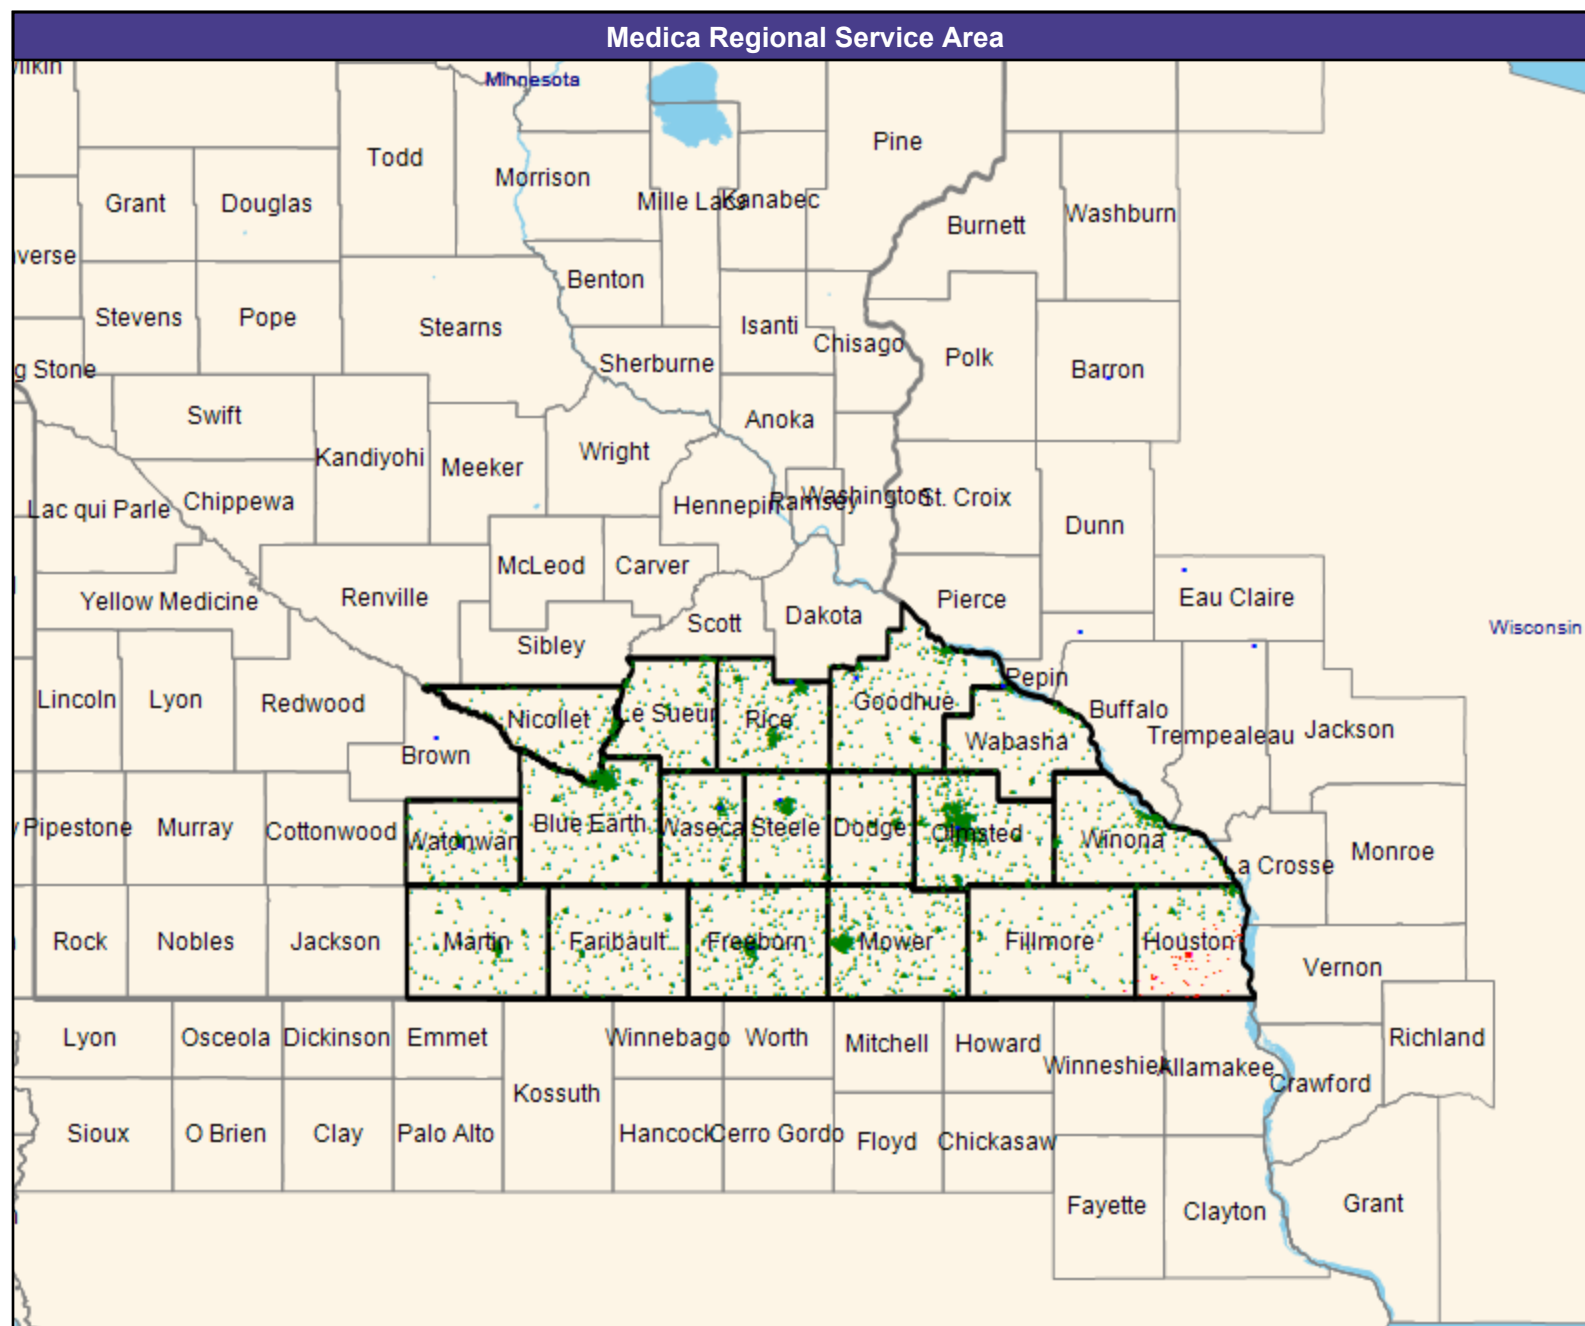 Medica Regional Service Area
Minnesota
Todd
Pine
Morrison
Grant
Douglas
Mille Lacs
Kanabec
Burnett
Washburn
Benton
Stevens
Pope
Stearns
Isanti
Chisago
Sherburne
Polk
Barron
g Stone
Swift
Anoka
Kandiyohi
Meeker
Wright
Lac qui Parle
Chippewa
Hennepin
Ramsey
Washington
St. Croix
Dunn
McLeod
Carver
Yellow Medicine
Renville
Pierce
Eau Claire
Scott
Dakota
Wisconsin
Sibley
Pepin
Lincoln
Lyon
Redwood
Nicollet
Le Sueur
Rice
Goodhue
Buffalo
Trempealeau
Jackson
Brown
Wabasha
Pipestone
Murray
Cottonwood
Watonwan
Blue Earth
Waseca
Steele
Dodge
Olmsted
Winona
La Crosse
Monroe
Rock
Nobles
Jackson
Martin
Faribault
Freeborn
Mower
Fillmore
Houston
Vernon
Lyon
Osceola
Dickinson
Emmet
Winnebago
Worth
Mitchell
Howard
Richland
Winneshiek
Allamakee
Crawford
Kossuth
Sioux
O Brien
Clay
Palo Alto
Hancock
Cerro Gordo
Floyd
Chickasaw
Fayette
Clayton
Grant